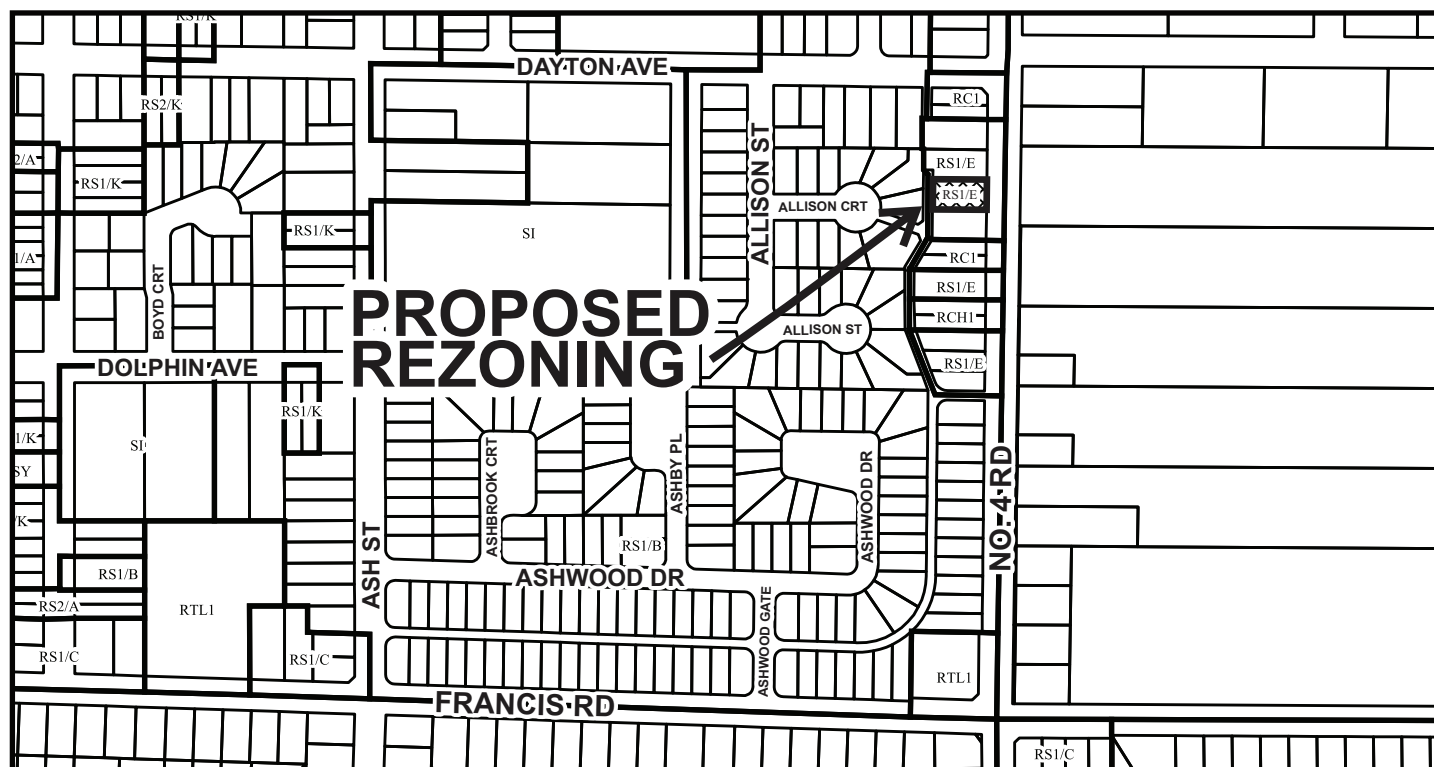 RS1/K
DAYTON AVE
RS2/K
RC1
2/A
RS1/K
ALLISON ST
RS1/E
RS1/E
ALLISON CRT
RS1/K
SI
1/A
RC1
BOYD CRT
PROPOSED
REZONING
RS1/E
RCH1
ALLISON ST
DOLPHIN AVE
RS1/E
RS1/K
1/K
SI
SY
ASHBROOK CRT
ASHBY PL
ASHWOOD DR
NO. 4 RD
/K
RS1/B
ASH ST
RS1/B
ASHWOOD DR
RS2/A
RTL1
ASHWOOD GATE
RS1/C
RS1/C
RTL1
FRANCIS RD
RS1/C